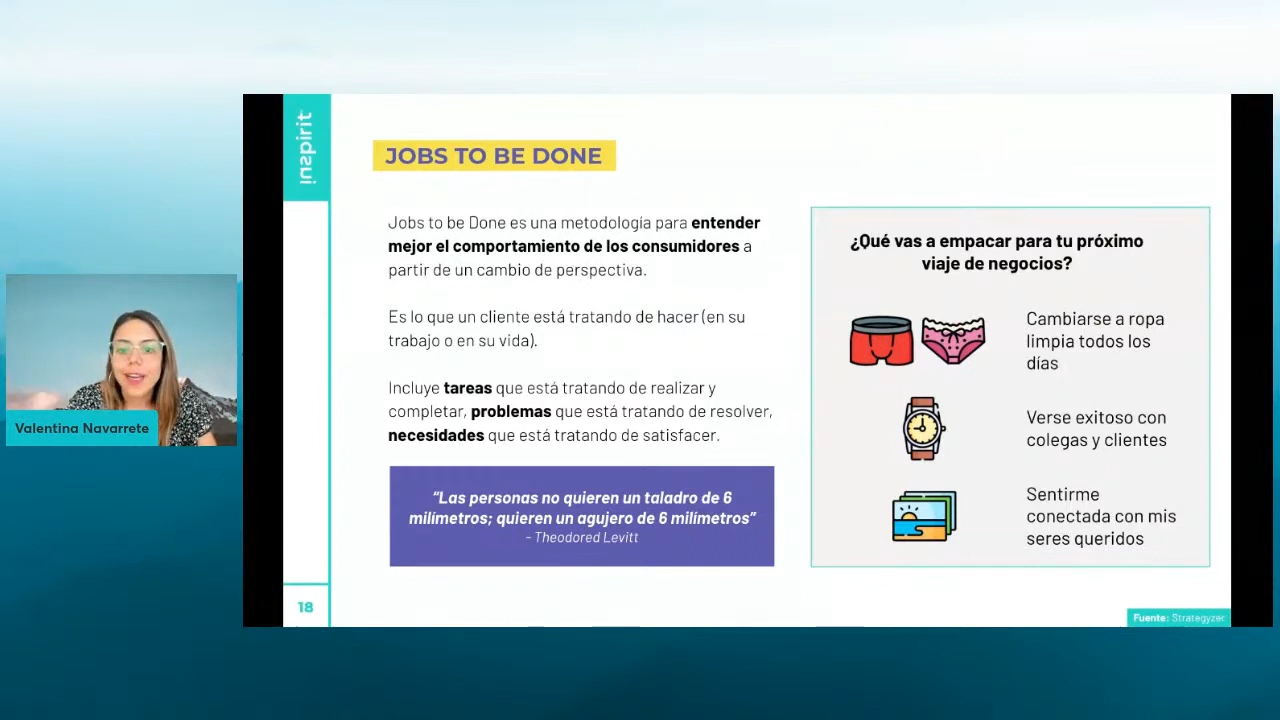 inspirit
JOBS TO BE DONE
Jobs to be Done es una metodología para entender
mejor el comportamiento de los consumidores a
partir de un cambio de perspectiva.
Es lo que un cliente está tratando de hacer (en su
trabajo o en su vida).
Incluye tareas que está tratando de realizar y
completar, problemas que está tratando de resolver,
necesidades que está tratando de satisfacer.
“Las personas no quieren un taladro de 6
milímetros; quieren un agujero de 6 milímetros”
- Theodored Levitt
¿Qué vas a empacar para tu próximo
viaje de negocios?
Cambiarse a ropa
limpia todos los
días
Verse exitoso con
colegas y clientes
Sentirme
conectada con mis
seres queridos
Valentina Navarrete
18
Fuente: Strategyzer